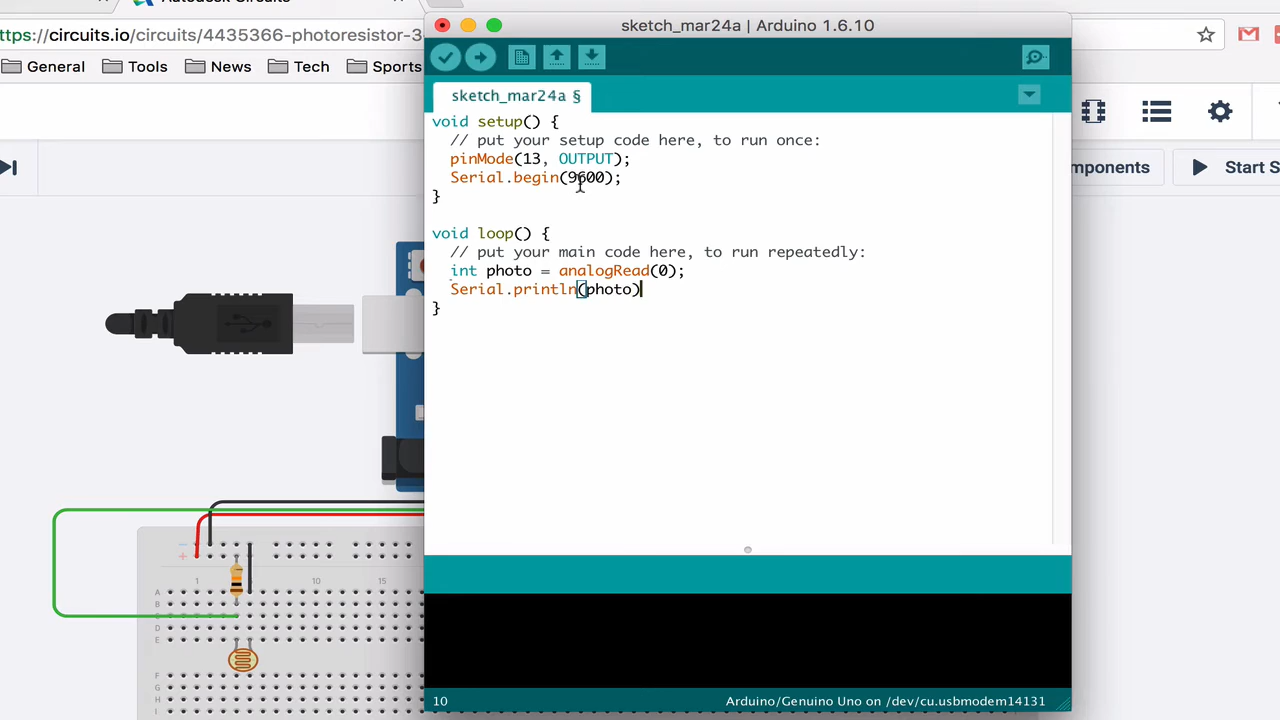 Autodesk Circuits
sketch_mar24a | Arduino 1.6.10
ttps://circuits.io/circuits/4435366-photoresistor-3
General
Tools
News
Tech
Sports
sketch_mar24a §
void setup() {
// put your setup code here, to run once:
pinMode(13, OUTPUT);
Serial.begin(9600);
}
void loop() {
// put your main code here, to run repeatedly:
int photo = analogRead(0);
Serial.println(photo)
}
mponents
Start S
1
10
15
A
B
D
E
F
G
H
I
10
Arduino/Genuino Uno on /dev/cu.usbmodem14131